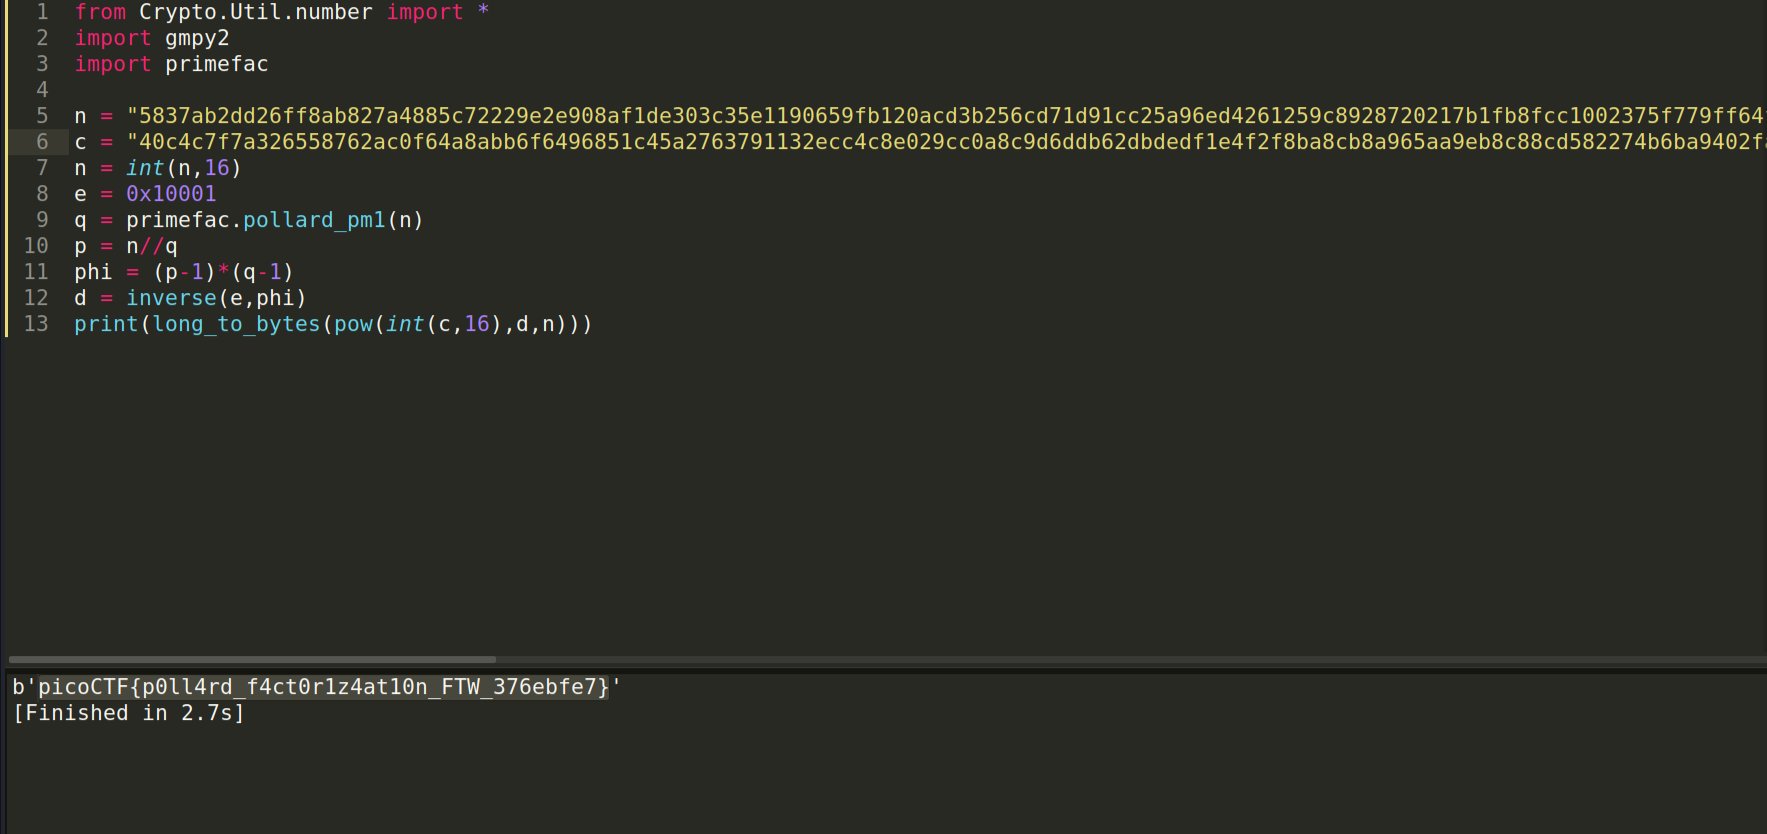 1 from Crypto.Util.number import *
2 import gmpy2
3 import primefac
4
5 n = "5837ab2dd26ff8ab827a4885c72229e2e908af1de303c35e1190659fb120acd3b256cd71d91cc25a96ed4261259c8928720217b1fb8fcc1002375f779ff64
6 c = "40c4c7f7a326558762ac0f64a8abb6f6496851c45a2763791132ecc4c8e029cc0a8c9d6ddb62dbdedf1e4f2f8ba8cb8a965aa9eb8c88cd582274b6ba9402f
7 n = int(n,16)
8 e = 0x10001
9 q = primefac.pollard_pm1(n)
10 p = n//q
11 phi = (p-1)*(q-1)
12 d = inverse(e,phi)
13 print(long_to_bytes(pow(int(c,16),d,n)))
b'picoCTF{p0ll4rd_f4ct0r1z4at10n_FTW_376ebfe7}'
[Finished in 2.7s]